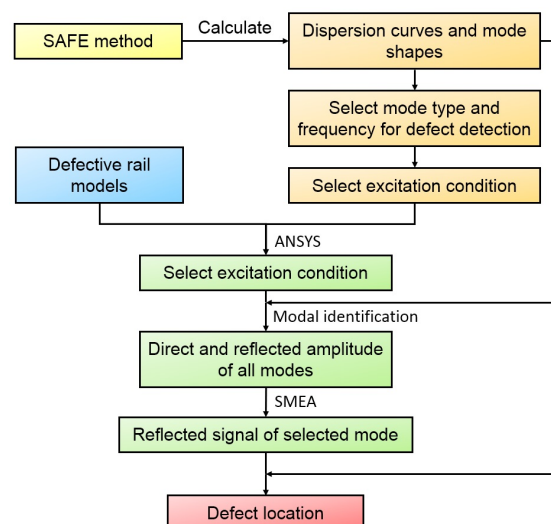 SAFE method
Calculate
Dispersion curves and mode
shapes
Select mode type and
frequency for defect detection
Defective rail
models
Select excitation condition
ANSYS
Select excitation condition
Modal identification
Direct and reflected amplitude
of all modes
SMEA
Reflected signal of selected mode
Defect location